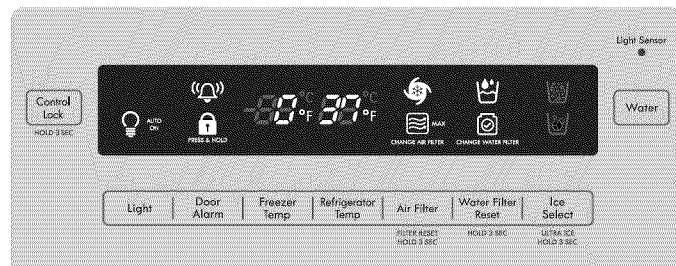 Light Sensor
Control
Lock
HOLD 3 SEC
AUTO
ON
PRESS & HOLD
-0°F 37°F
MAX
CHANGE AIR FILTER
CHANGE WATER FILTER
Water
Light
Door
Alarm
Freezer
Temp
Refrigerator
Temp
Air Filter
Water Filter
Reset
Ice
Select
FILTER RESET
HOLD 3 SEC
HOLD 3 SEC
ULTRA ICE
HOLD 3 SEC